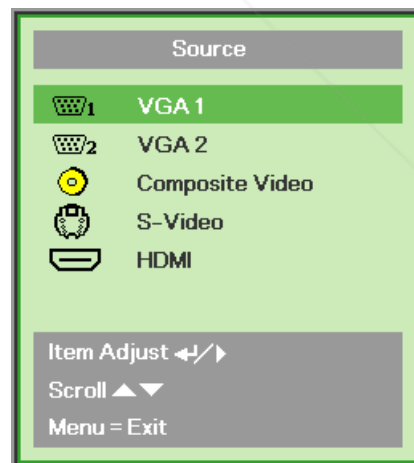 Source
1 VGA 1
2 VGA 2
Composite Video
S-Video
HDMI
Item Adjust ↵/▶
Scroll ▲▼
Menu = Exit